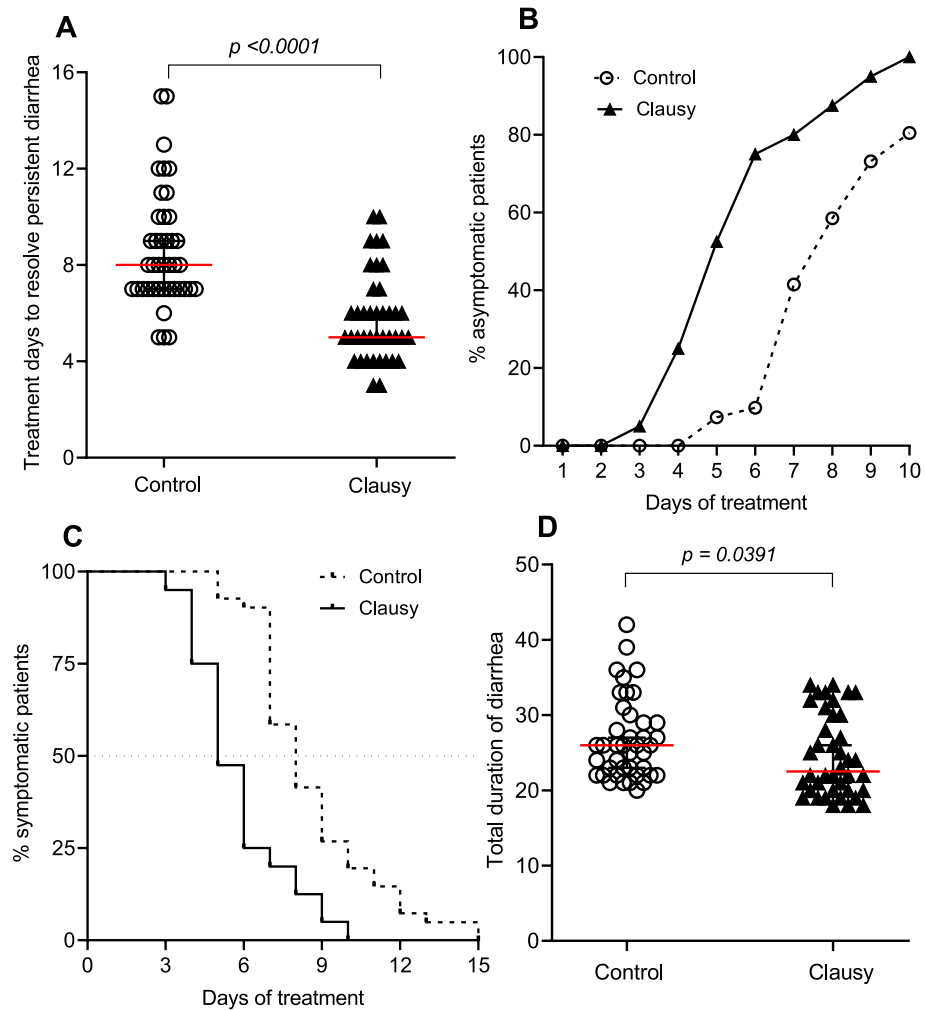 A
p <0.0001
Treatment days to resolve persistent diarrhea
16
12
8
4
0
Control
Clausy
B
% asymptomatic patients
100
80
60
40
20
0
Control
Clausy
1 2 3 4 5 6 7 8 9 10
Days of treatment
C
% symptomatic patients
100
75
50
25
0
Control
Clausy
0 3 6 9 12 15
Days of treatment
D
p = 0.0391
Total duration of diarrhea
50
40
30
20
10
0
Control
Clausy